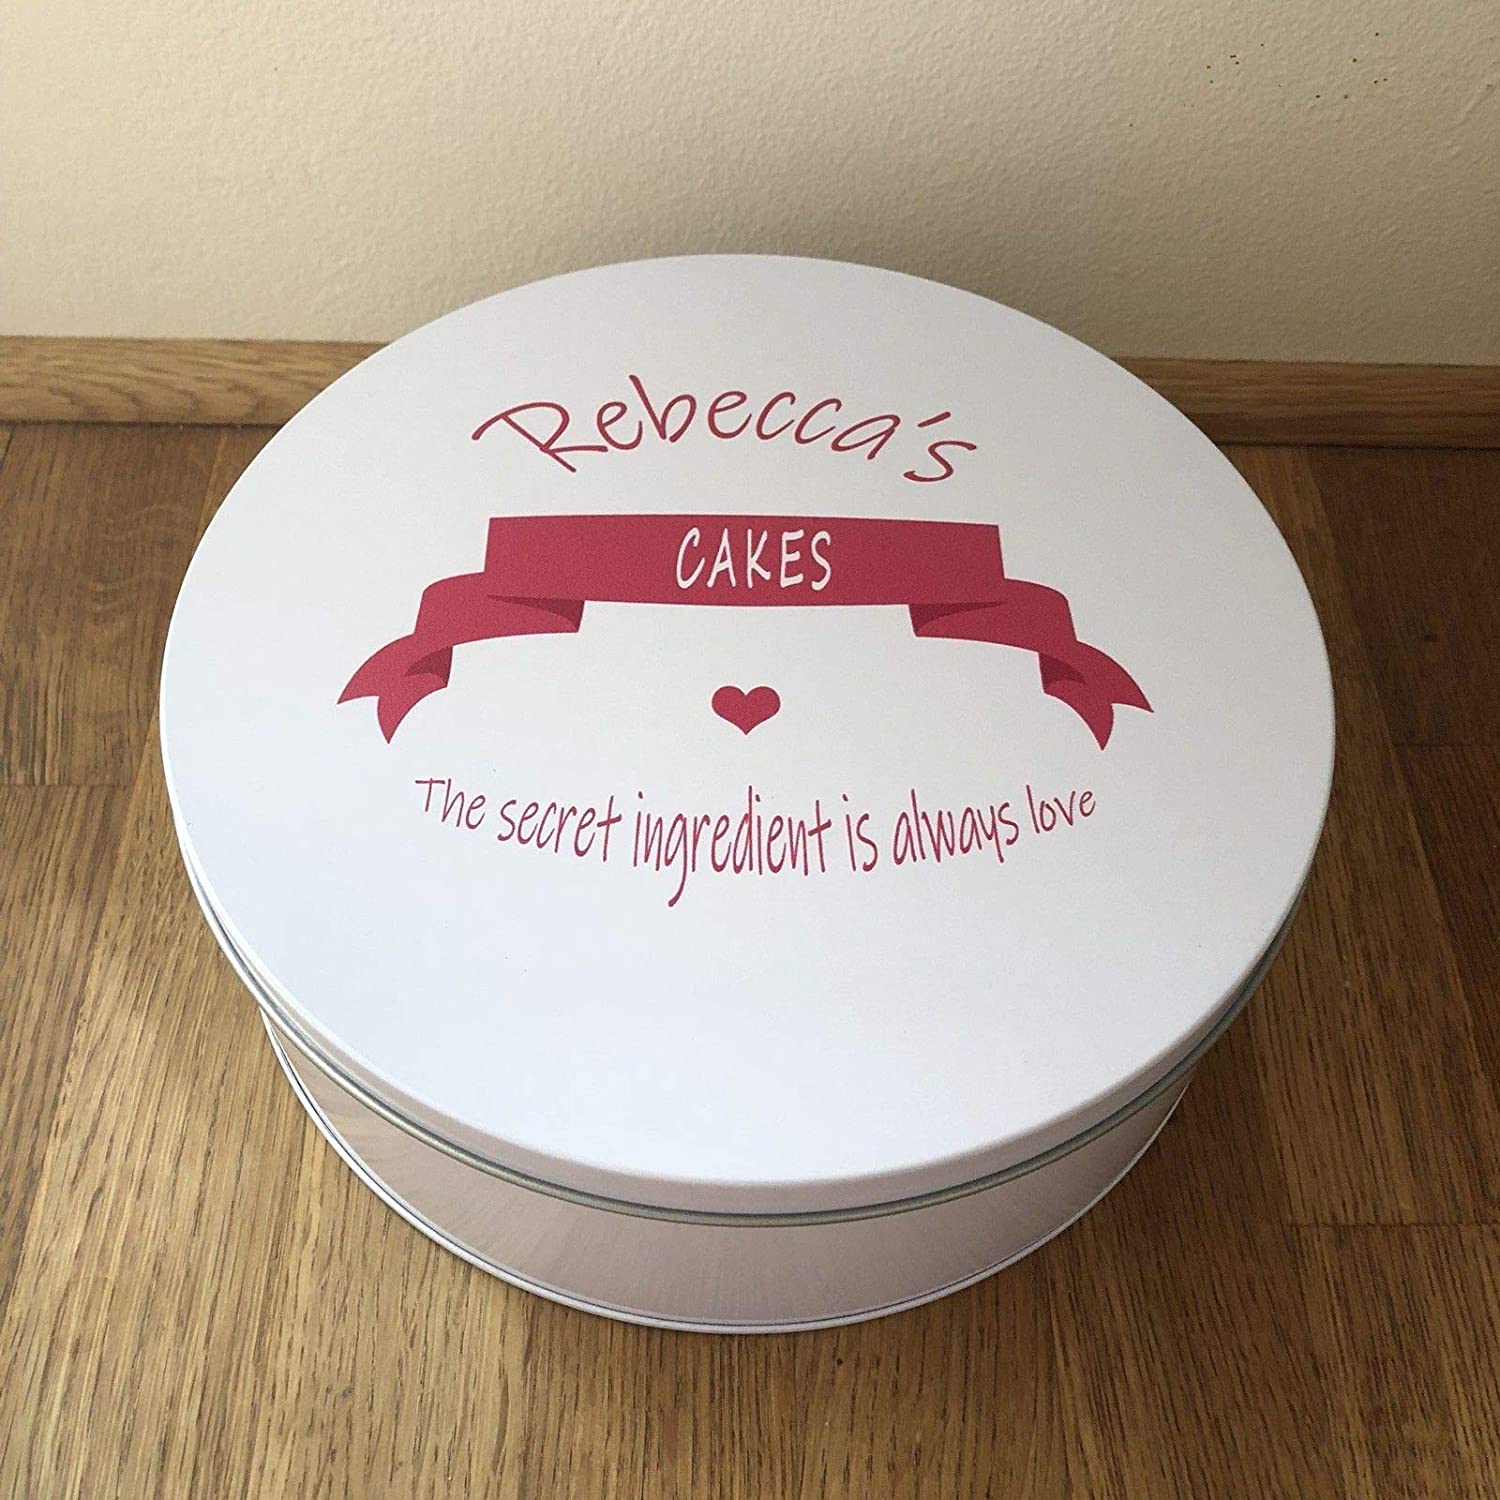 Rebecca's
CAKES
The secret ingredient is always love